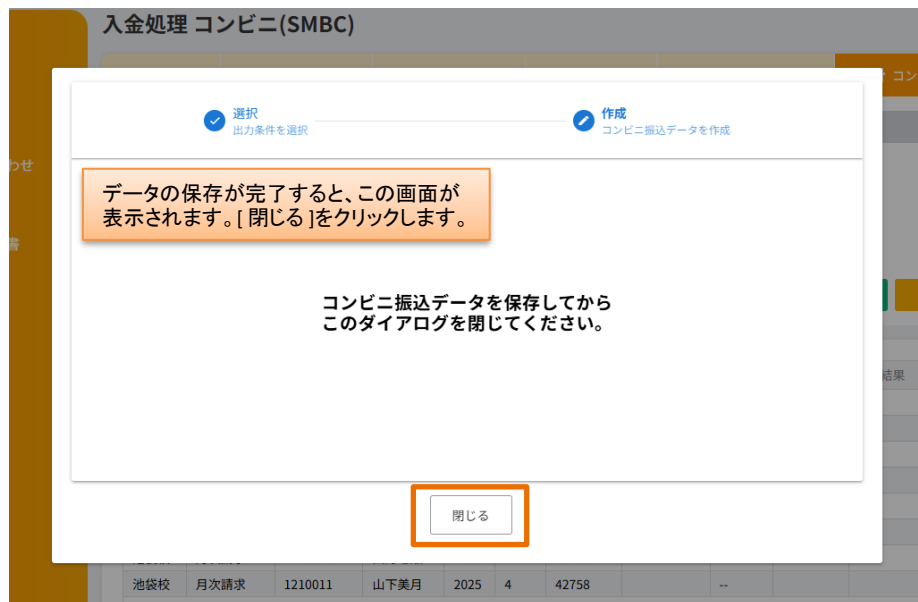 入金処理 コンビニ(SMBC)
コン
選択
出力条件を選択
作成
コンビニ振込データを作成
わせ
データの保存が完了すると、この画面が
表示されます。[ 閉じる ]をクリックします。
書
コンビニ振込データを保存してから
このダイアログを閉じてください。
結果
閉じる
池袋校 月次請求 1210011 山下美月 2025 4 42758 --